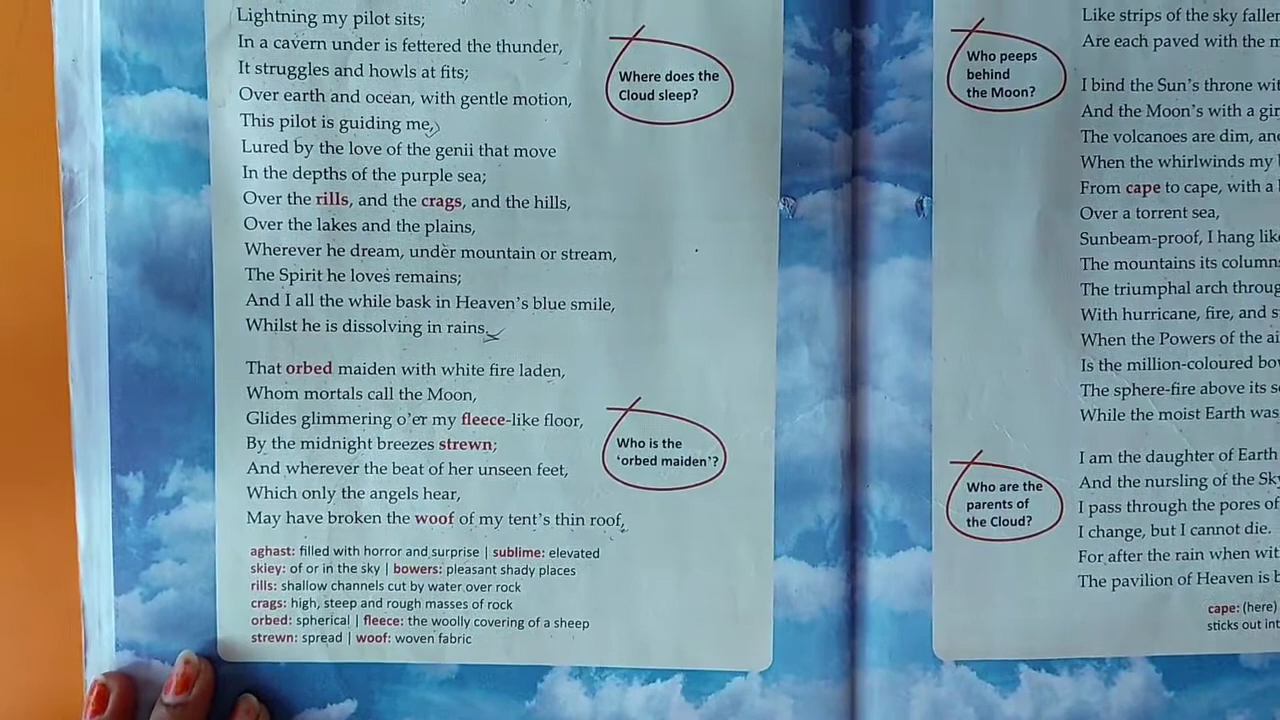 Lightning my pilot sits;
In a cavern under is fettered the thunder,
It struggles and howls at fits;
Over earth and ocean, with gentle motion,
This pilot is guiding me,
Lured by the love of the genii that move
In the depths of the purple sea;
Over the rills, and the crags, and the hills,
Over the lakes and the plains,
Wherever he dream, under mountain or stream,
The Spirit he loves remains;
And I all the while bask in Heaven's blue smile,
Whilst he is dissolving in rains.
Where does the
Cloud sleep?
That orbed maiden with white fire laden,
Whom mortals call the Moon,
Glides glimmering o'er my fleece-like floor,
By the midnight breezes strewn;
And wherever the beat of her unseen feet,
Which only the angels hear,
May have broken the woof of my tent's thin roof,
Who is the
'orbed maiden'?
aghast: filled with horror and surprise | sublime: elevated
skiey: of or in the sky | bowers: pleasant shady places
rills: shallow channels cut by water over rock
crags: high, steep and rough masses of rock
orbed: spherical | fleece: the woolly covering of a sheep
strewn: spread | woof: woven fabric
Who peeps
behind
the Moon?
Like strips of the sky fallen
Are each paved with the
I bind the Sun's throne
And the Moon's with a
The volcanoes are dim,
When the whirlwinds my
From cape to cape, with a
Over a torrent sea,
Sunbeam-proof, I hang
The mountains its
The triumphal arch
With hurricane, fire, and
When the Powers of the
Is the million-coloured
The sphere-fire above its
While the moist Earth was
Who are the
parents of
the Cloud?
I am the daughter of Earth
And the nursling of the
I pass through the pores of
I change, but I cannot die.
For after the rain when
The pavilion of Heaven is
cape: (here)
sticks out